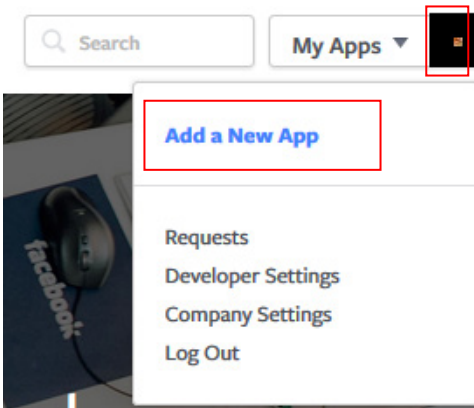 Search
My Apps
Add a New App
Requests
Developer Settings
Company Settings
Log Out
facebook